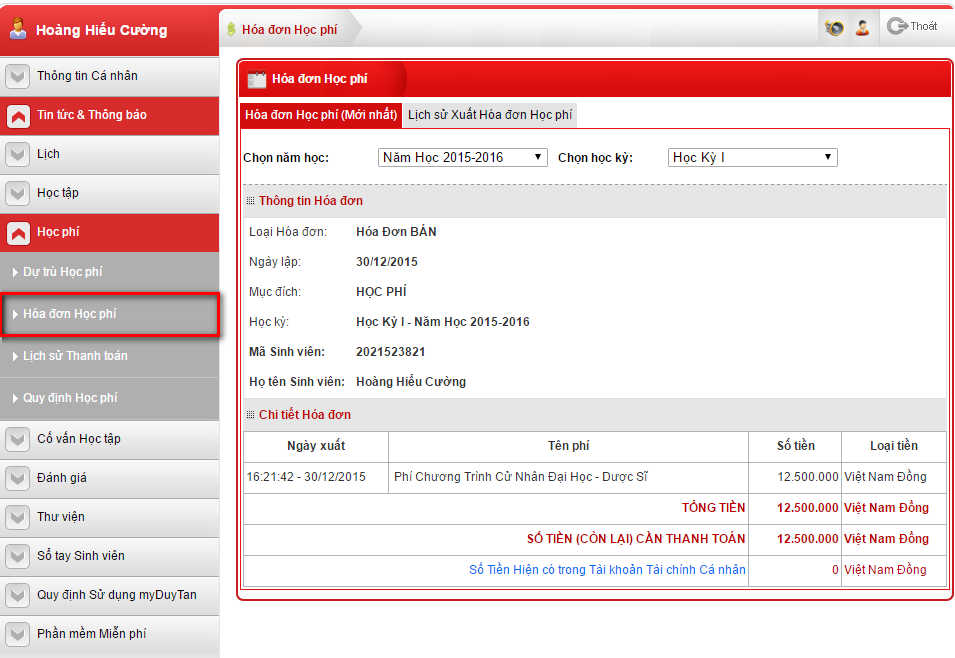 Hoàng Hiếu Cường
Hóa đơn Học phí
Thoát
Thông tin Cá nhân
Tin tức & Thông báo
Lịch
Học tập
Học phí
Dự trù Học phí
Hóa đơn Học phí
Lịch sử Thanh toán
Quy định Học phí
Cố vấn Học tập
Đánh giá
Thư viện
Sổ tay Sinh viên
Quy định Sử dụng myDuyTan
Phần mềm Miễn phí
Hóa đơn Học phí
Hóa đơn Học phí (Mới nhất) Lịch sử Xuất Hóa đơn Học phí
Chọn năm học: Năm Học 2015-2016 Chọn học kỳ: Học Kỳ I
Thông tin Hóa đơn
Loại Hóa đơn: Hóa Đơn BÁN
Ngày lập: 30/12/2015
Mục đích: HỌC PHÍ
Học kỳ: Học Kỳ I - Năm Học 2015-2016
Mã Sinh viên: 2021523821
Họ tên Sinh viên: Hoàng Hiếu Cường
Chi tiết Hóa đơn
Ngày xuất Tên phí Số tiền Loại tiền
16:21:42 - 30/12/2015 Phí Chương Trình Cử Nhân Đại Học - Dược Sĩ 12.500.000 Việt Nam Đồng
TỔNG TIỀN 12.500.000 Việt Nam Đồng
SỐ TIỀN (CÒN LẠI) CẦN THANH TOÁN 12.500.000 Việt Nam Đồng
Số Tiền Hiện có trong Tài khoản Tài chính Cá nhân 0 Việt Nam Đồng